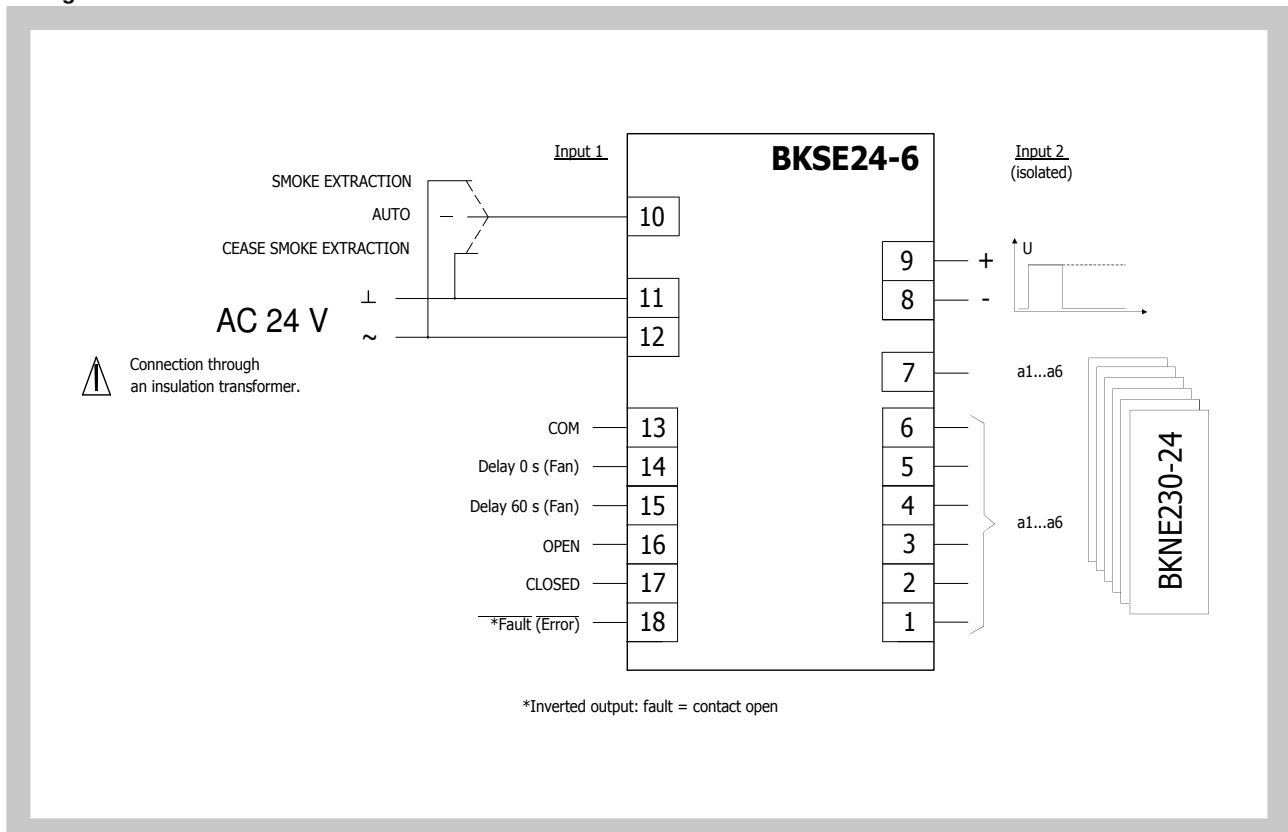 BKSE24-6
Input 1
SMOKE EXTRACTION
AUTO
CEASE SMOKE EXTRACTION
⊥
AC 24 V
~
Connection through
an insulation transformer.
10
11
12
COM
13
Delay 0 s (Fan)
14
Delay 60 s (Fan)
15
OPEN
16
CLOSED
17
*Fault (Error)
18
Input 2
(isolated)
9
+
U
8
-
7
a1...a6
6
5
4
3
2
1
a1...a6
BKNE230-24
*Inverted output: fault = contact open